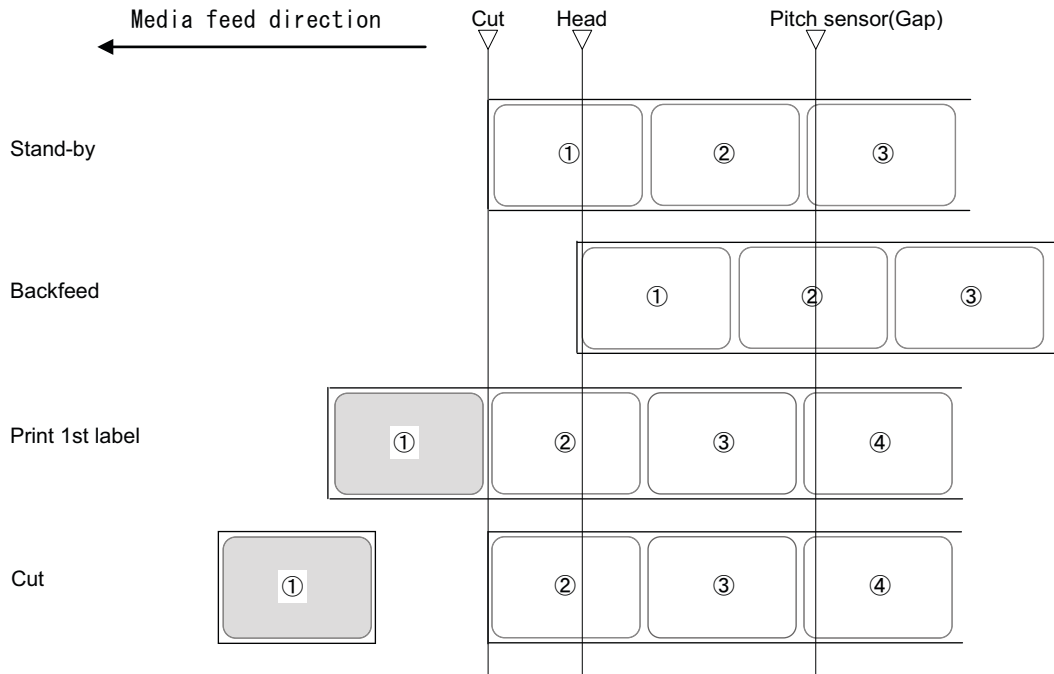 Media feed direction
Cut
Head
Pitch sensor(Gap)
Stand-by
① ② ③
Backfeed
① ② ③
Print 1st label
① ② ③ ④
Cut
① ② ③ ④